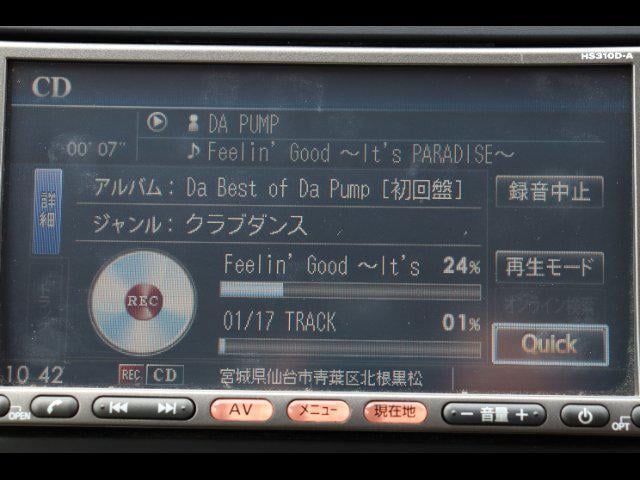 HS310D-A
CD
DA PUMP
00'07"
Feelin' Good ～It's PARADISE～
詳細
アルバム： Da Best of Da Pump [初回盤]
録音中止
ジャンル： クラブダンス
Feelin' Good ～It's 24%
再生モード
REC
01/17 TRACK 01%
Quick
10 42
REC CD
宮城県仙台市青葉区北根黒松
OPEN
AV
メニュー
現在地
－ 音量 ＋
OPT